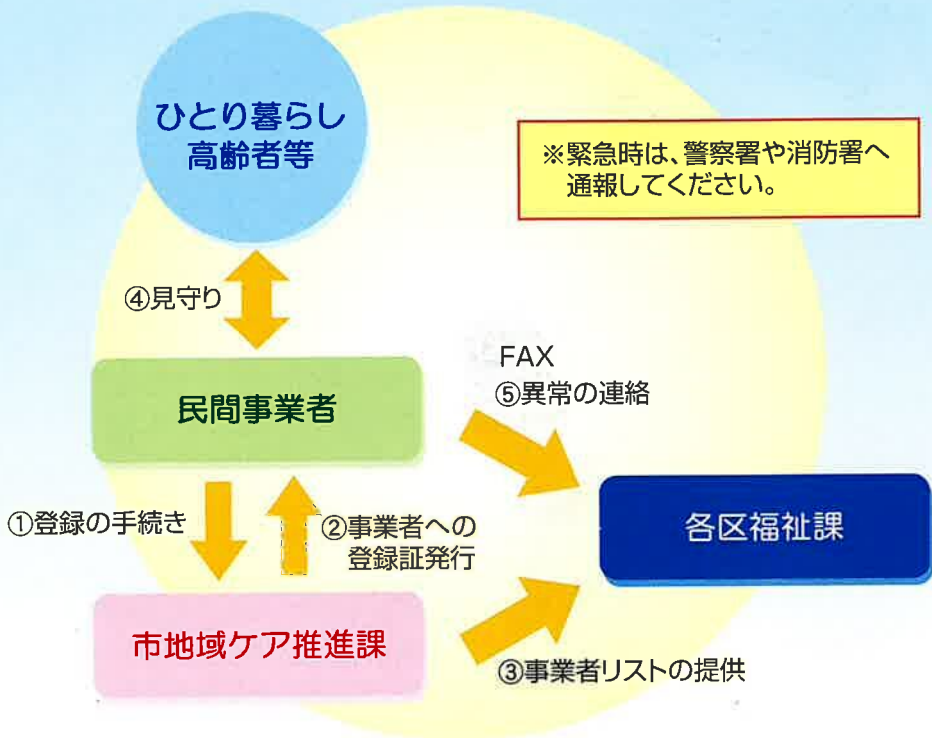 ひとり暮らし
高齢者等
※緊急時は、警察署や消防署へ
通報してください。
④見守り
FAX
⑤異常の連絡
民間事業者
①登録の手続き
②事業者への
登録証発行
各区福祉課
市地域ケア推進課
③事業者リストの提供